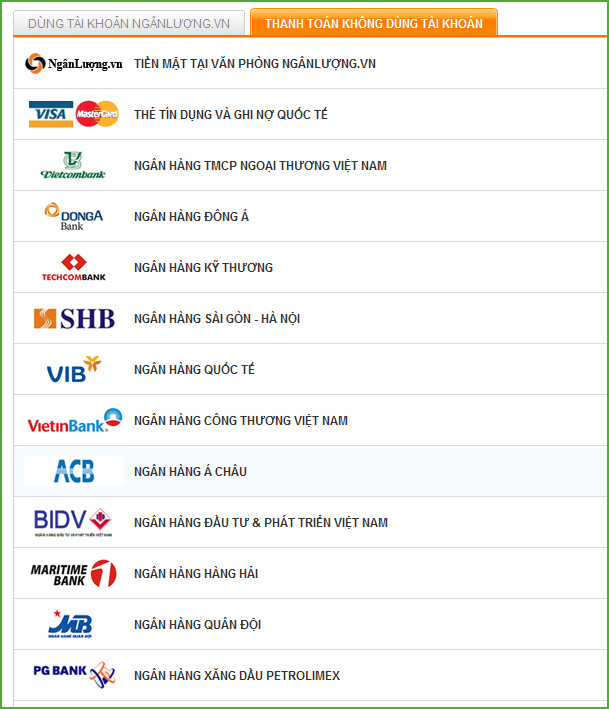 DÙNG TÀI KHOẢN NGÂNLƯỢNG.VN
THANH TOÁN KHÔNG DÙNG TÀI KHOẢN
NgânLượng.vn
TIỀN MẶT TẠI VĂN PHÒNG NGÂNLƯỢNG.VN
VISA
MasterCard
THẺ TÍN DỤNG VÀ GHI NỢ QUỐC TẾ
Vietcombank
NGÂN HÀNG TMCP NGOẠI THƯƠNG VIỆT NAM
DONGA
Bank
NGÂN HÀNG ĐÔNG Á
TECHCOMBANK
NGÂN HÀNG KỸ THƯƠNG
SHB
NGÂN HÀNG SÀI GÒN - HÀ NỘI
VIB
NGÂN HÀNG QUỐC TẾ
VietinBank
NGÂN HÀNG CÔNG THƯƠNG VIỆT NAM
ACB
NGÂN HÀNG Á CHÂU
BIDV
NGÂN HÀNG ĐẦU TƯ VÀ PHÁT TRIỂN VIỆT NAM
NGÂN HÀNG ĐẦU TƯ & PHÁT TRIỂN VIỆT NAM
MARITIME
BANK
NGÂN HÀNG HÀNG HẢI
MB
NGÂN HÀNG QUÂN ĐỘI
NGÂN HÀNG QUÂN ĐỘI
PG BANK
NGÂN HÀNG XĂNG DẦU PETROLIMEX